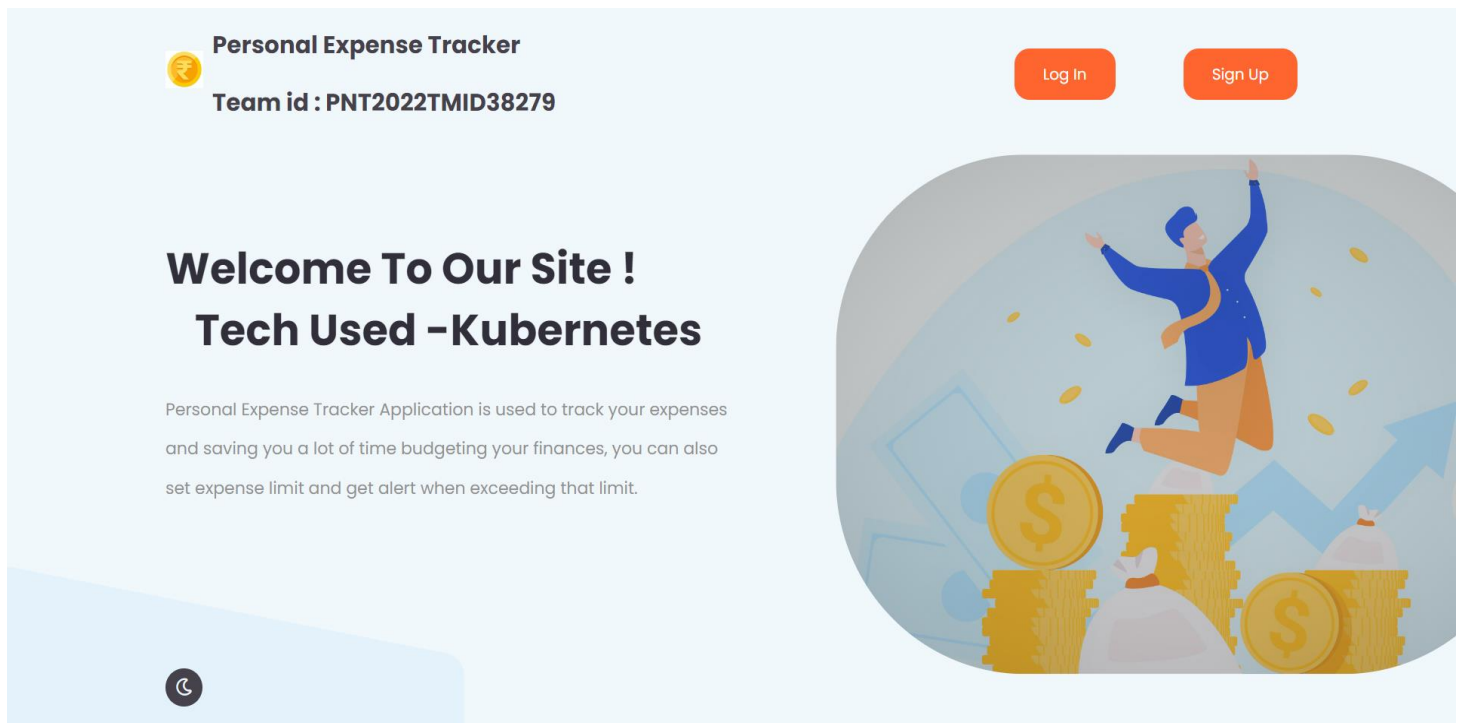 Personal Expense Tracker
Team id : PNT2022TMID38279
Log In
Sign Up
Welcome To Our Site !
Tech Used -Kubernetes
Personal Expense Tracker Application is used to track your expenses
and saving you a lot of time budgeting your finances, you can also
set expense limit and get alert when exceeding that limit.
₹
$
$